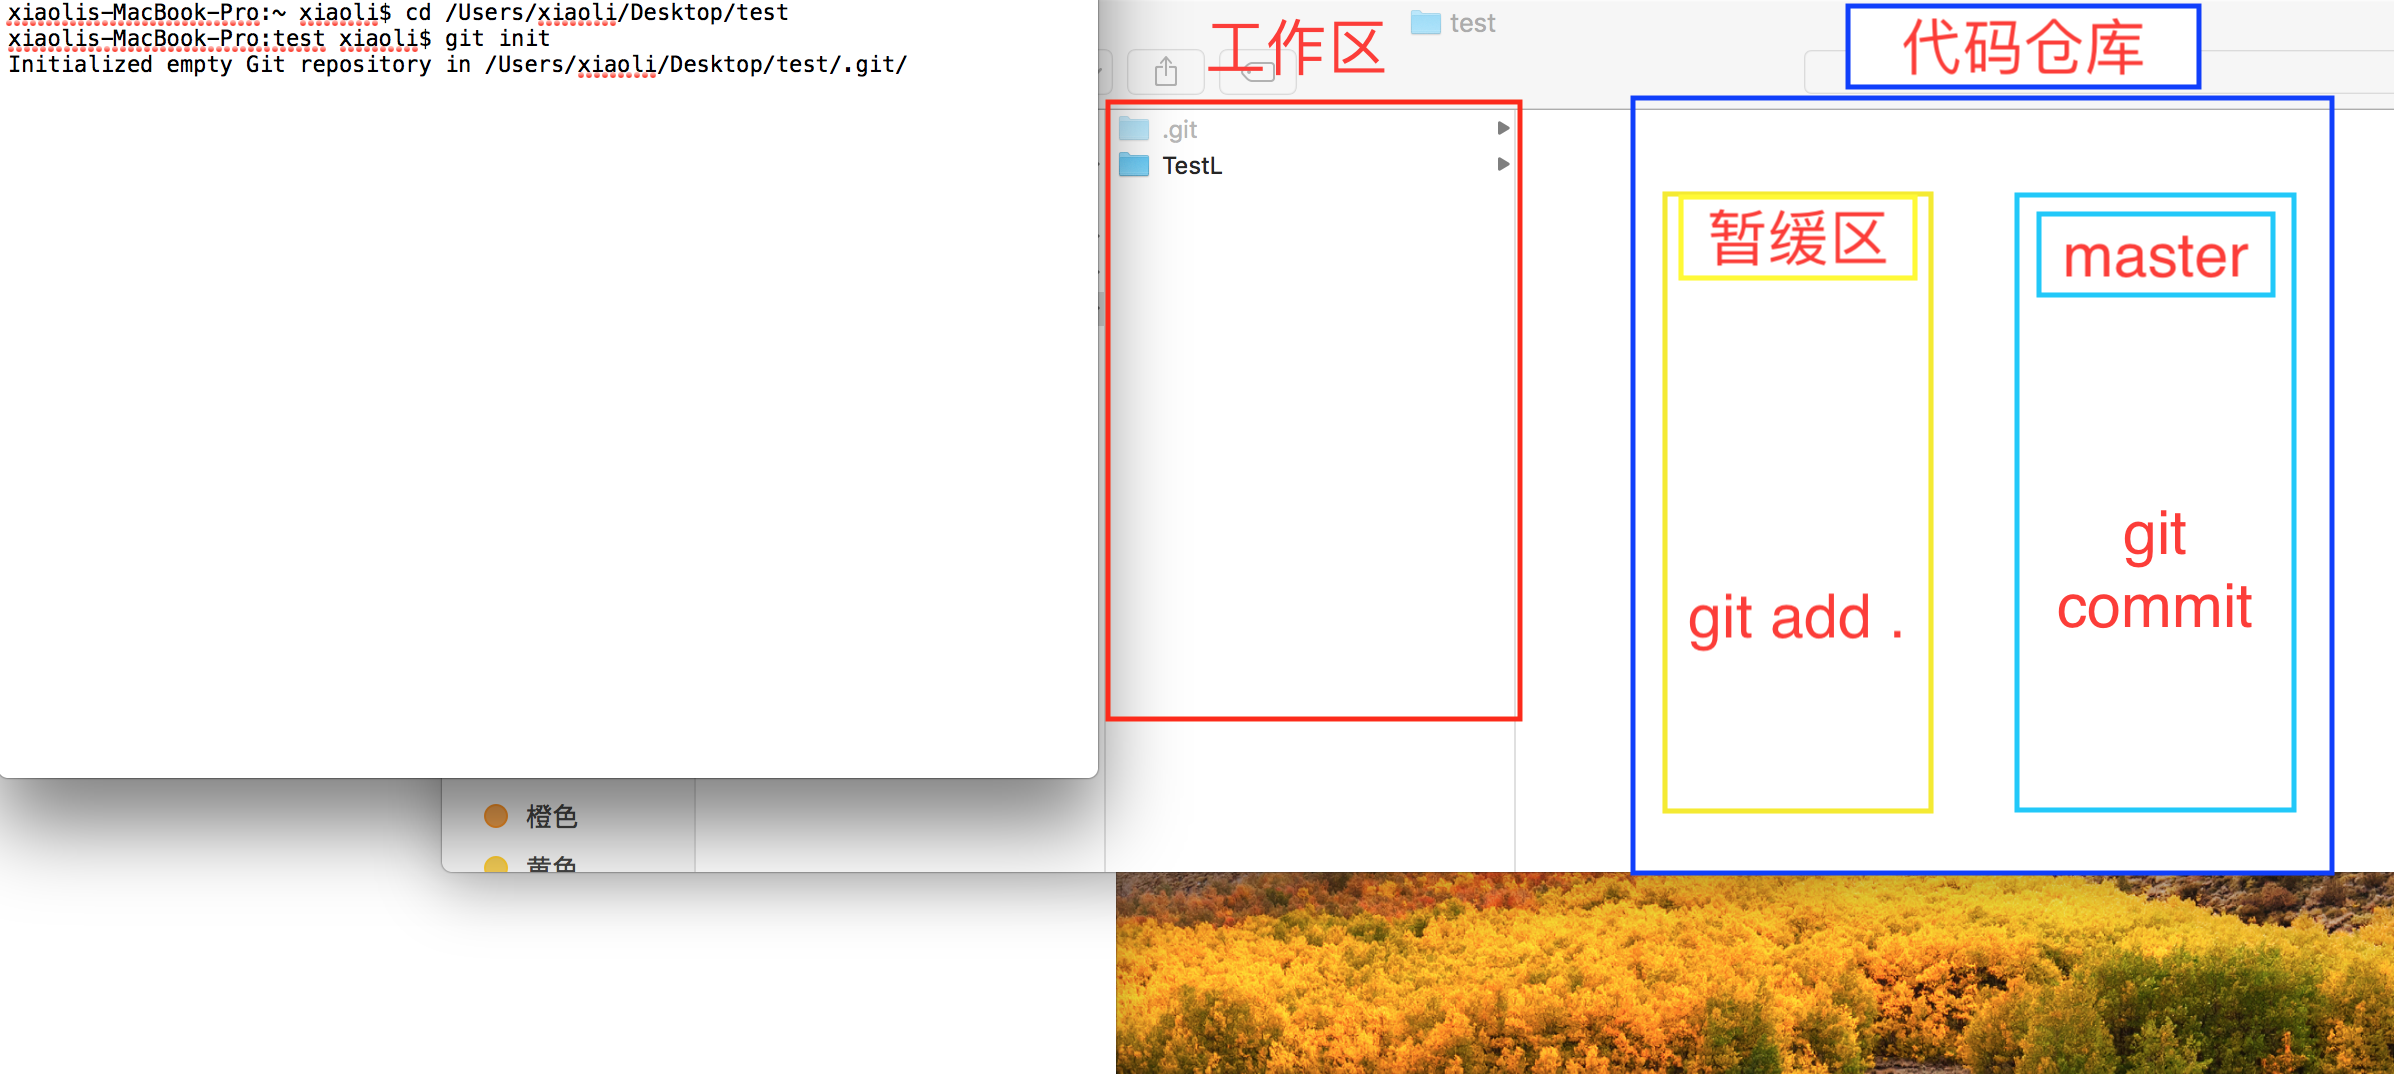 xiaolis-MacBook-Pro:~ xiaoli$ cd /Users/xiaoli/Desktop/test
xiaolis-MacBook-Pro:test xiaoli$ git init
Initialized empty Git repository in /Users/xiaoli/Desktop/test/.git/
工作区
test
代码仓库
.git
TestL
暂缓区
master
git add .
git
commit
橙色
黄色